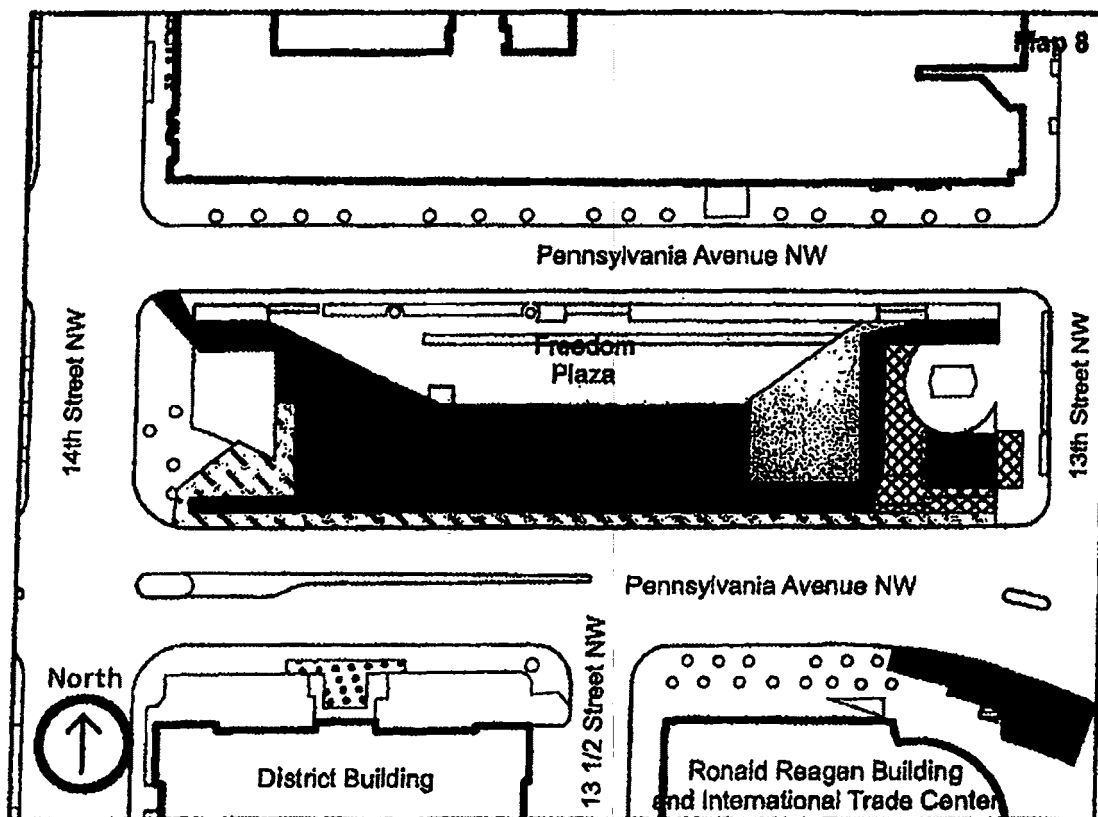 Map 8
Pennsylvania Avenue NW
14th Street NW
Freedom
Plaza
13th Street NW
Pennsylvania Avenue NW
North
13 1/2 Street NW
District Building
Ronald Reagan Building
and International Trade Center